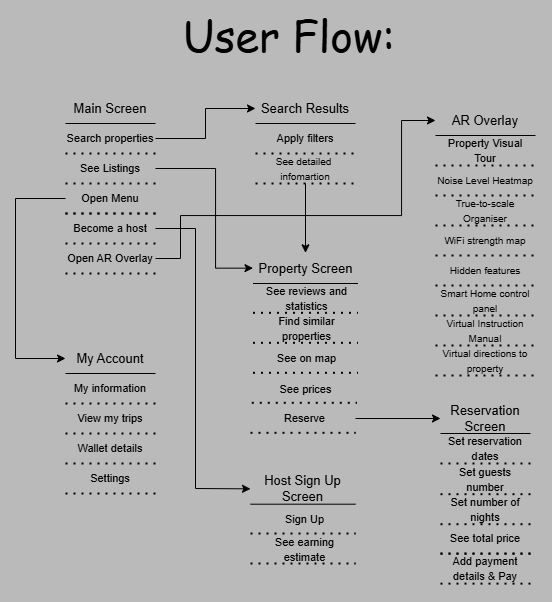 User Flow:
Main Screen
Search properties
See Listings
Open Menu
Become a host
Open AR Overlay
Search Results
Apply filters
See detailed
infomartion
AR Overlay
Property Visual
Tour
Noise Level Heatmap
True-to-scale
Organiser
WiFi strength map
Hidden features
Smart Home control
panel
Virtual Instruction
Manual
Virtual directions to
property
Property Screen
See reviews and
statistics
Find similar
properties
See on map
See prices
Reserve
My Account
My information
View my trips
Wallet details
Settings
Host Sign Up
Screen
Sign Up
See earning
estimate
Reservation
Screen
Set reservation
dates
Set guests
number
Set number of
nights
See total price
Add payment
details & Pay